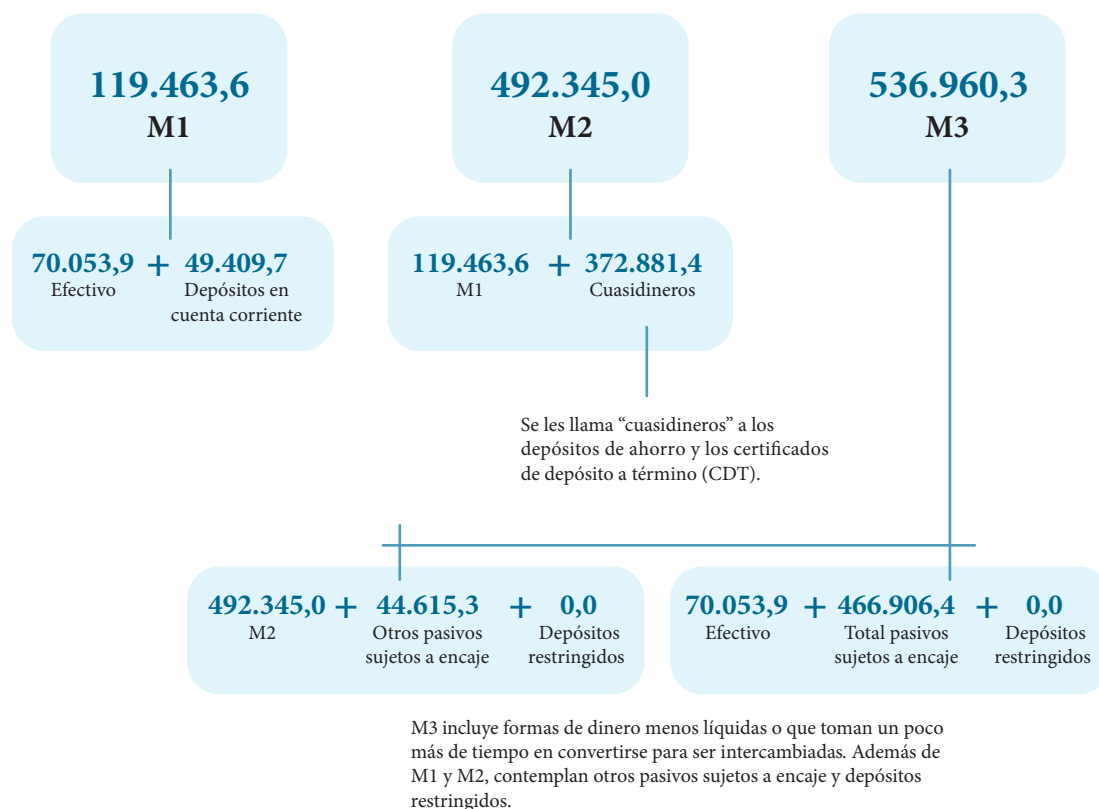 119.463,6
M1
492.345,0
M2
536.960,3
M3
70.053,9 + 49.409,7
Efectivo Depósitos en
cuenta corriente
119.463,6 + 372.881,4
M1 Cuasidineros
Se les llama “cuasidineros” a los
depósitos de ahorro y los certificados
de depósito a término (CDT).
492.345,0 + 44.615,3 + 0,0
M2 Otros pasivos Depósitos
sujetos a encaje restringidos
70.053,9 + 466.906,4 + 0,0
Efectivo Total pasivos Depósitos
sujetos a encaje restringidos
M3 incluye formas de dinero menos líquidas o que toman un poco
más de tiempo en convertirse para ser intercambiadas. Además de
M1 y M2, contemplan otros pasivos sujetos a encaje y depósitos
restringidos.